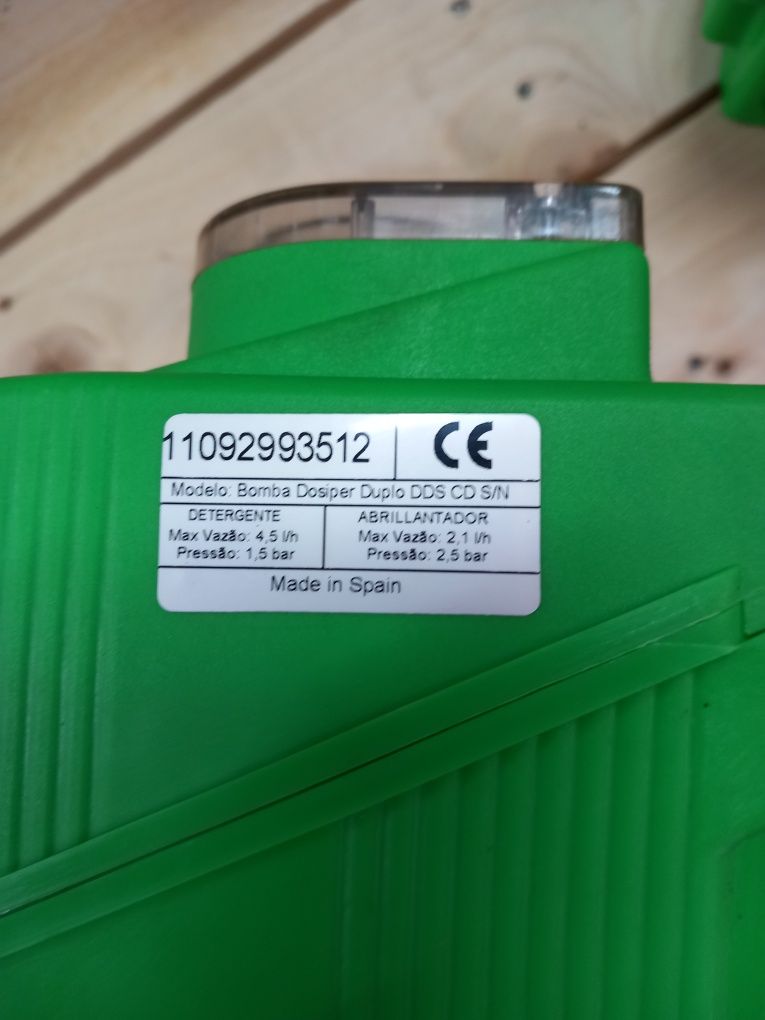 11092993512
CE
Modelo: Bomba Dosiper Duplo DDS CD S/N
DETERGENTE
Max Vazão: 4,5 l/h
Pressão: 1,5 bar
ABRILLANTADOR
Max Vazão: 2,1 l/h
Pressão: 2,5 bar
Made in Spain